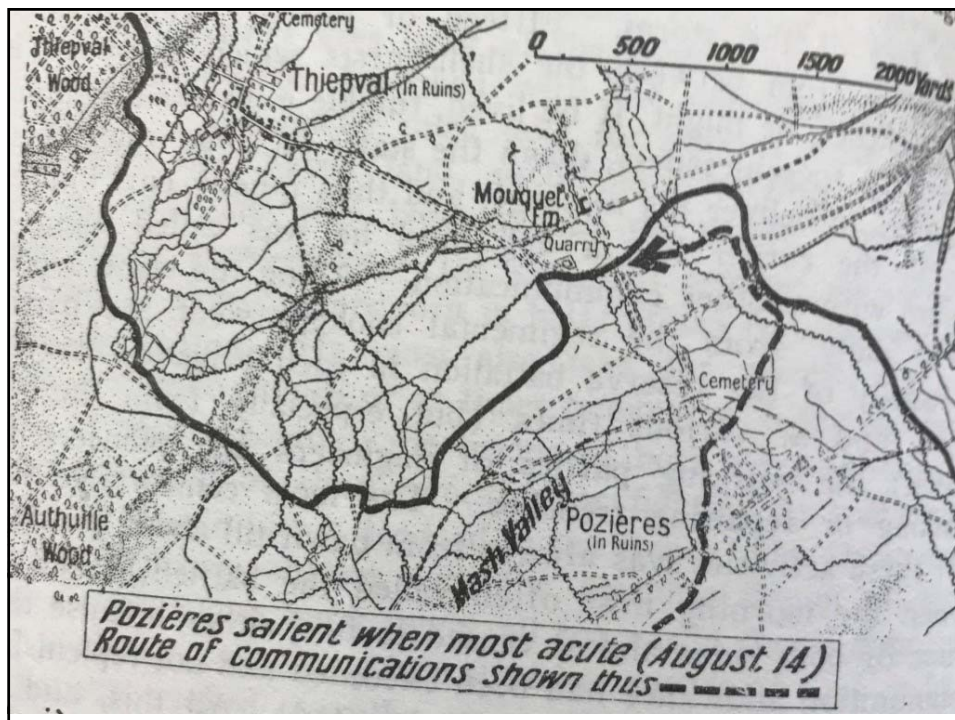 Cemetery
Thiepval
Wood
Thiepval (In Ruins)
0 500 1000 1500 2000 Yards
Mouquet
Fm
Quarry
Cemetery
Authuille
Wood
Mash Valley
Pozières
(In Ruins)
Pozières salient when most acute (August. 14)
Route of communications shown thus